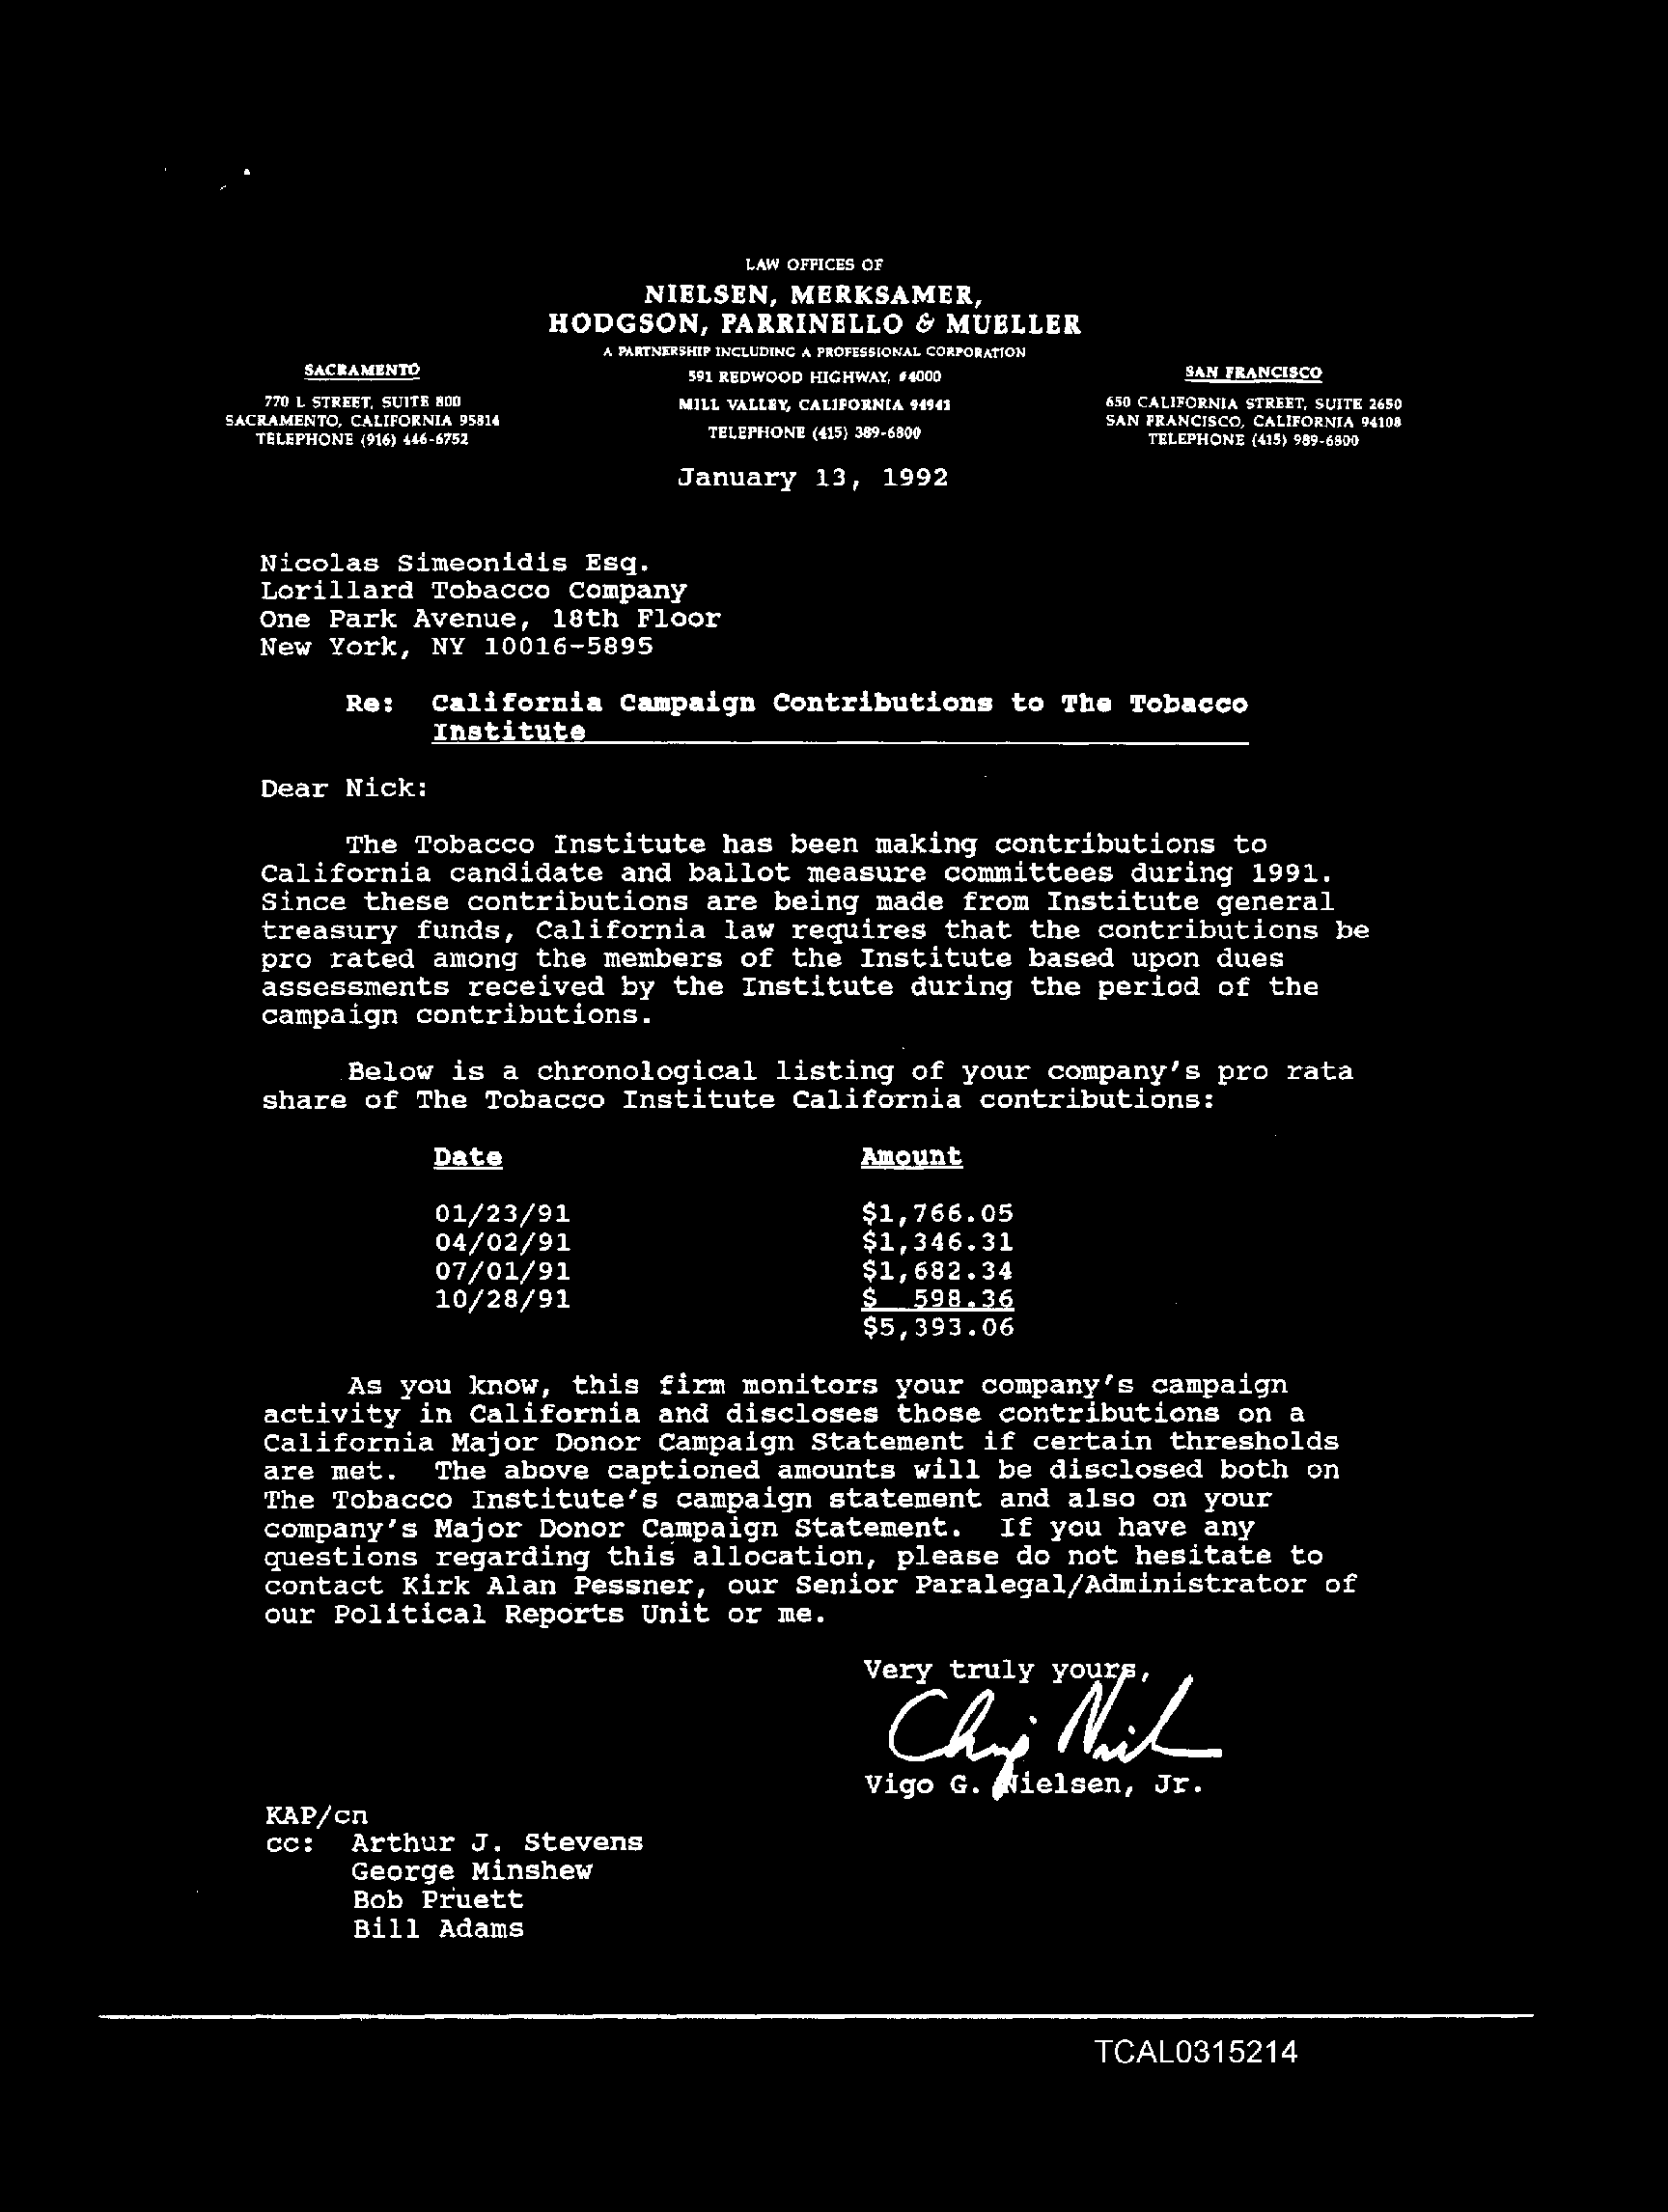 LAW OFFICES OF
NIELSEN, MERKSAMER,
HODGSON, PARRINELLO & MUELLER
A PARTNERSHIP INCLUDING A PROFESSIONAL CORPORATION
591 REDWOOD HIGHWAY, #4000
MILL VALLEY, CALIFORNIA 94941
TELEPHONE (415) 389-6800
SACRAMENTO
770 L STREET, SUITE 800
SACRAMENTO, CALIFORNIA 95814
TELEPHONE (916) 446-6752
SAN FRANCISCO
650 CALIFORNIA STREET, SUITE 2650
SAN FRANCISCO, CALIFORNIA 94108
TELEPHONE (415) 989-6800
January 13, 1992
Nicolas Simeonidis Esq.
Lorillard Tobacco Company
One Park Avenue, 18th Floor
New York, NY 10016-5895
Re: California Campaign Contributions to The Tobacco
Institute
Dear Nick:
The Tobacco Institute has been making contributions to
California candidate and ballot measure committees during 1991.
Since these contributions are being made from Institute general
treasury funds, California law requires that the contributions be
pro rated among the members of the Institute based upon dues
assessments received by the Institute during the period of the
campaign contributions.
Below is a chronological listing of your company's pro rata
share of The Tobacco Institute California contributions:
Date Amount
01/23/91 $1,766.05
04/02/91 $1,346.31
07/01/91 $1,682.34
10/28/91 $ 598.36
$5,393.06
As you know, this firm monitors your company's campaign
activity in California and discloses those contributions on a
California Major Donor Campaign Statement if certain thresholds
are met. The above captioned amounts will be disclosed both on
The Tobacco Institute's campaign statement and also on your
company's Major Donor Campaign Statement. If you have any
questions regarding this allocation, please do not hesitate to
contact Kirk Alan Pessner, our Senior Paralegal/Administrator of
our Political Reports Unit or me.
Very truly yours,
Vigo G. Nielsen, Jr.
KAP/cn
cc: Arthur J. Stevens
George Minshew
Bob Pruett
Bill Adams
TCAL0315214